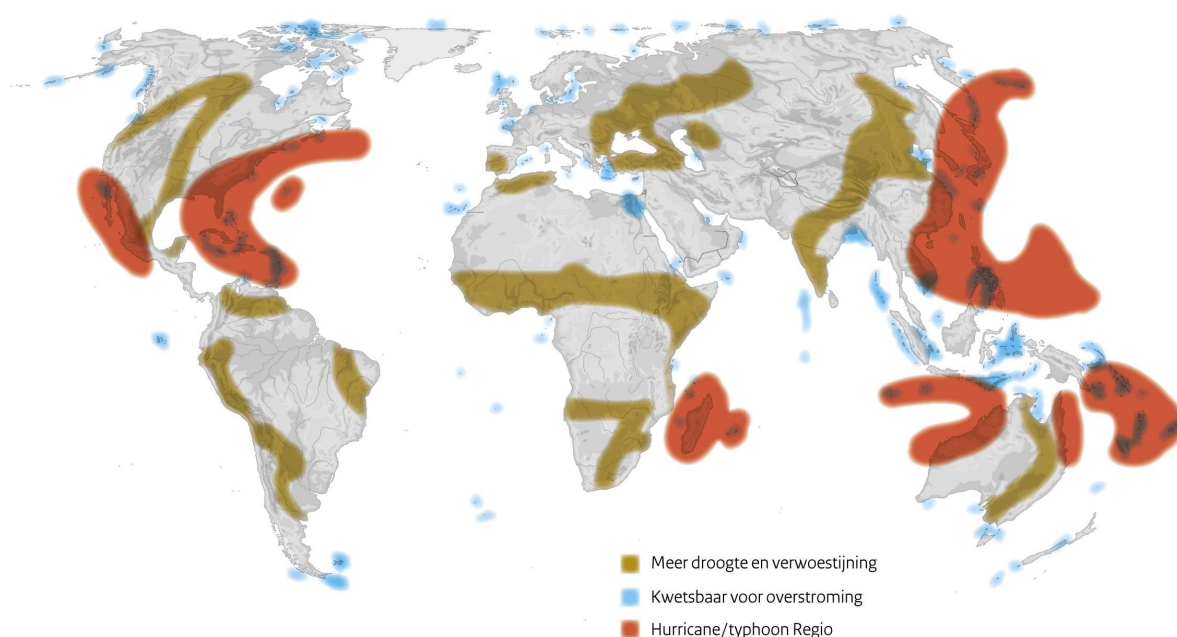 Meer droogte en verwoestijning
Kwetsbaar voor overstroming
Hurricane/typhoon Regio